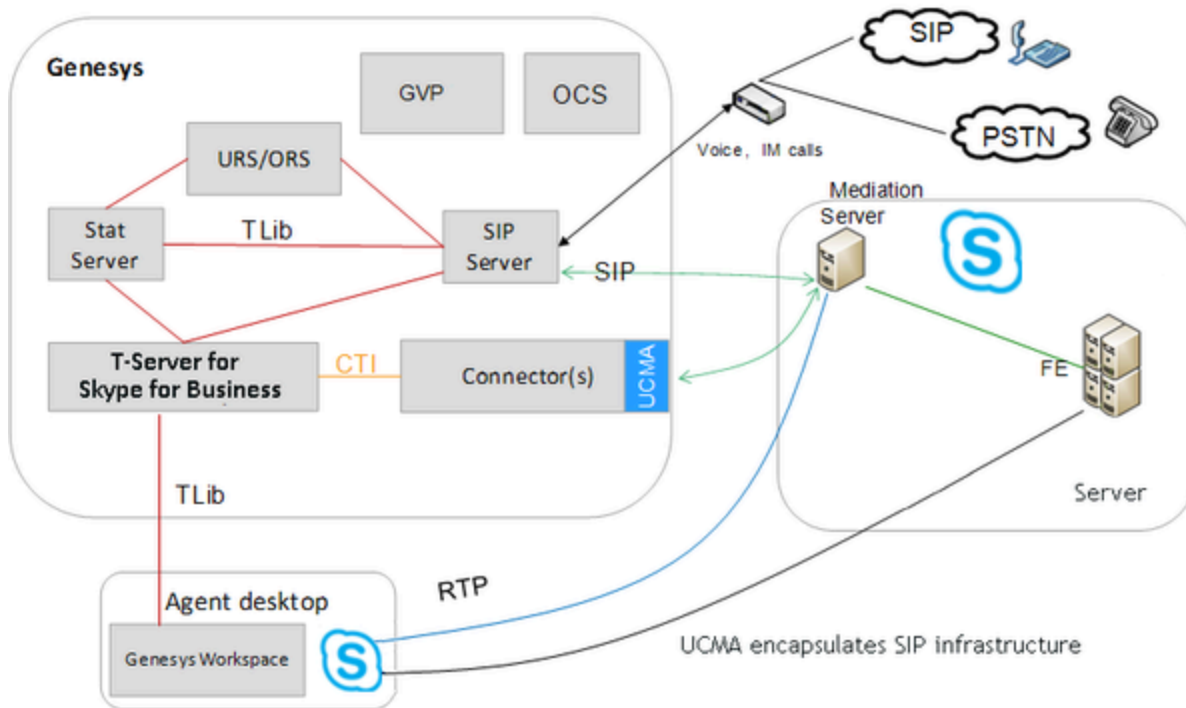 Genesys
GVP
OCS
SIP
PSTN
Voice, IM calls
URS/ORS
Stat
Server
TLib
SIP
Server
SIP
Mediation
Server
S
T-Server for
Skype for Business
CTI
Connector(s)
UCMA
FE
Server
TLib
RTP
Agent desktop
Genesys Workspace
S
UCMA encapsulates SIP infrastructure